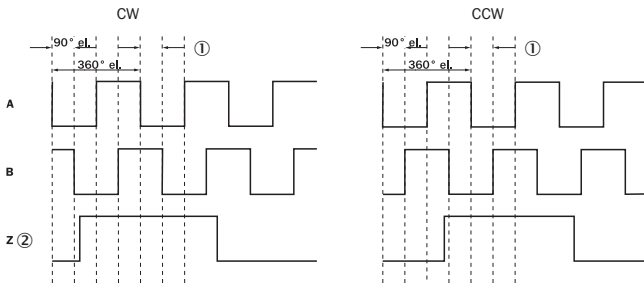 CW CCW
90° el. ① 90° el. ①
360° el. 360° el.
A
B
Z ②